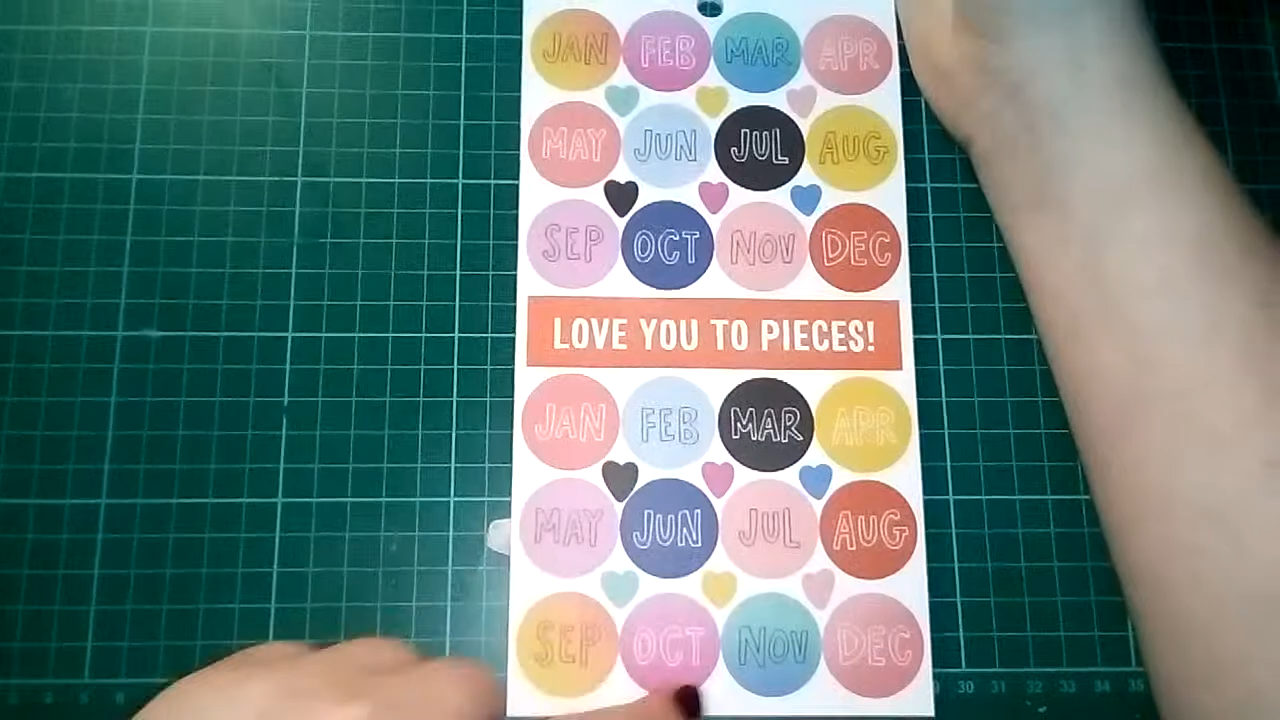 JAN FEB MAR APR
MAY JUN JUL AUG
SEP OCT NOV DEC
LOVE YOU TO PIECES!
JAN FEB MAR APR
MAY JUN JUL AUG
SEP OCT NOV DEC
30 31 32 33 34 35